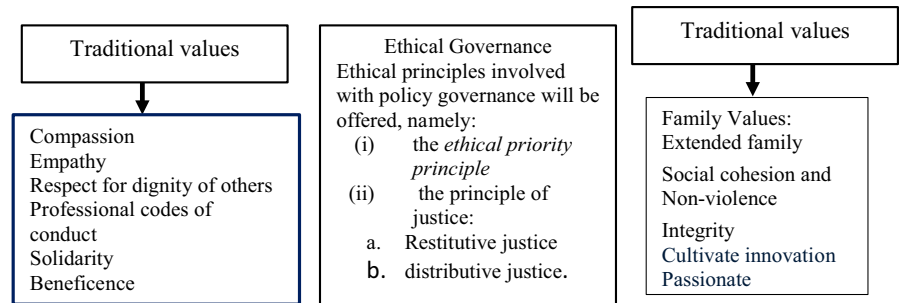 Traditional values
Compassion
Empathy
Respect for dignity of others
Professional codes of
conduct
Solidarity
Beneficence
Ethical Governance
Ethical principles involved
with policy governance will be
offered, namely:
(i) the ethical priority
principle
(ii) the principle of
justice:
a. Restitutive justice
b. distributive justice.
Traditional values
Family Values:
Extended family
Social cohesion and
Non-violence
Integrity
Cultivate innovation
Passionate